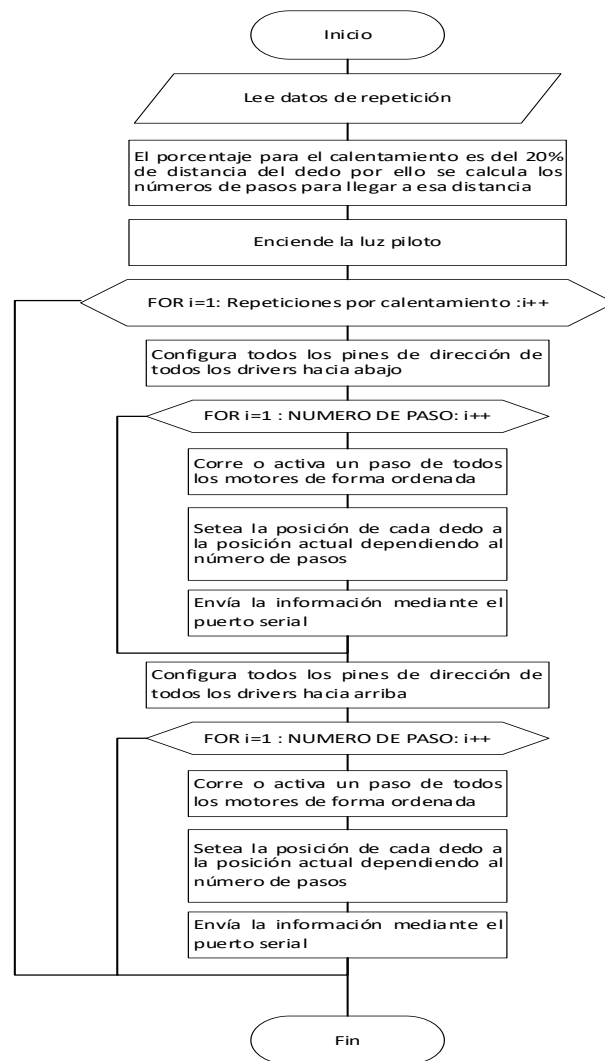 Inicio
Lee datos de repetición
El porcentaje para el calentamiento es del 20%
de distancia del dedo por ello se calcula los
números de pasos para llegar a esa distancia
Enciende la luz piloto
FOR i=1: Repeticiones por calentamiento :i++
Configura todos los pines de dirección de
todos los drivers hacia abajo
FOR i=1 : NUMERO DE PASO: i++
Corre o activa un paso de todos
los motores de forma ordenada
Setea la posición de cada dedo a
la posición actual dependiendo al
número de pasos
Envía la información mediante el
puerto serial
Configura todos los pines de dirección de
todos los drivers hacia arriba
FOR i=1 : NUMERO DE PASO: i++
Corre o activa un paso de todos
los motores de forma ordenada
Setea la posición de cada dedo a
la posición actual dependiendo al
número de pasos
Envía la información mediante el
puerto serial
Fin